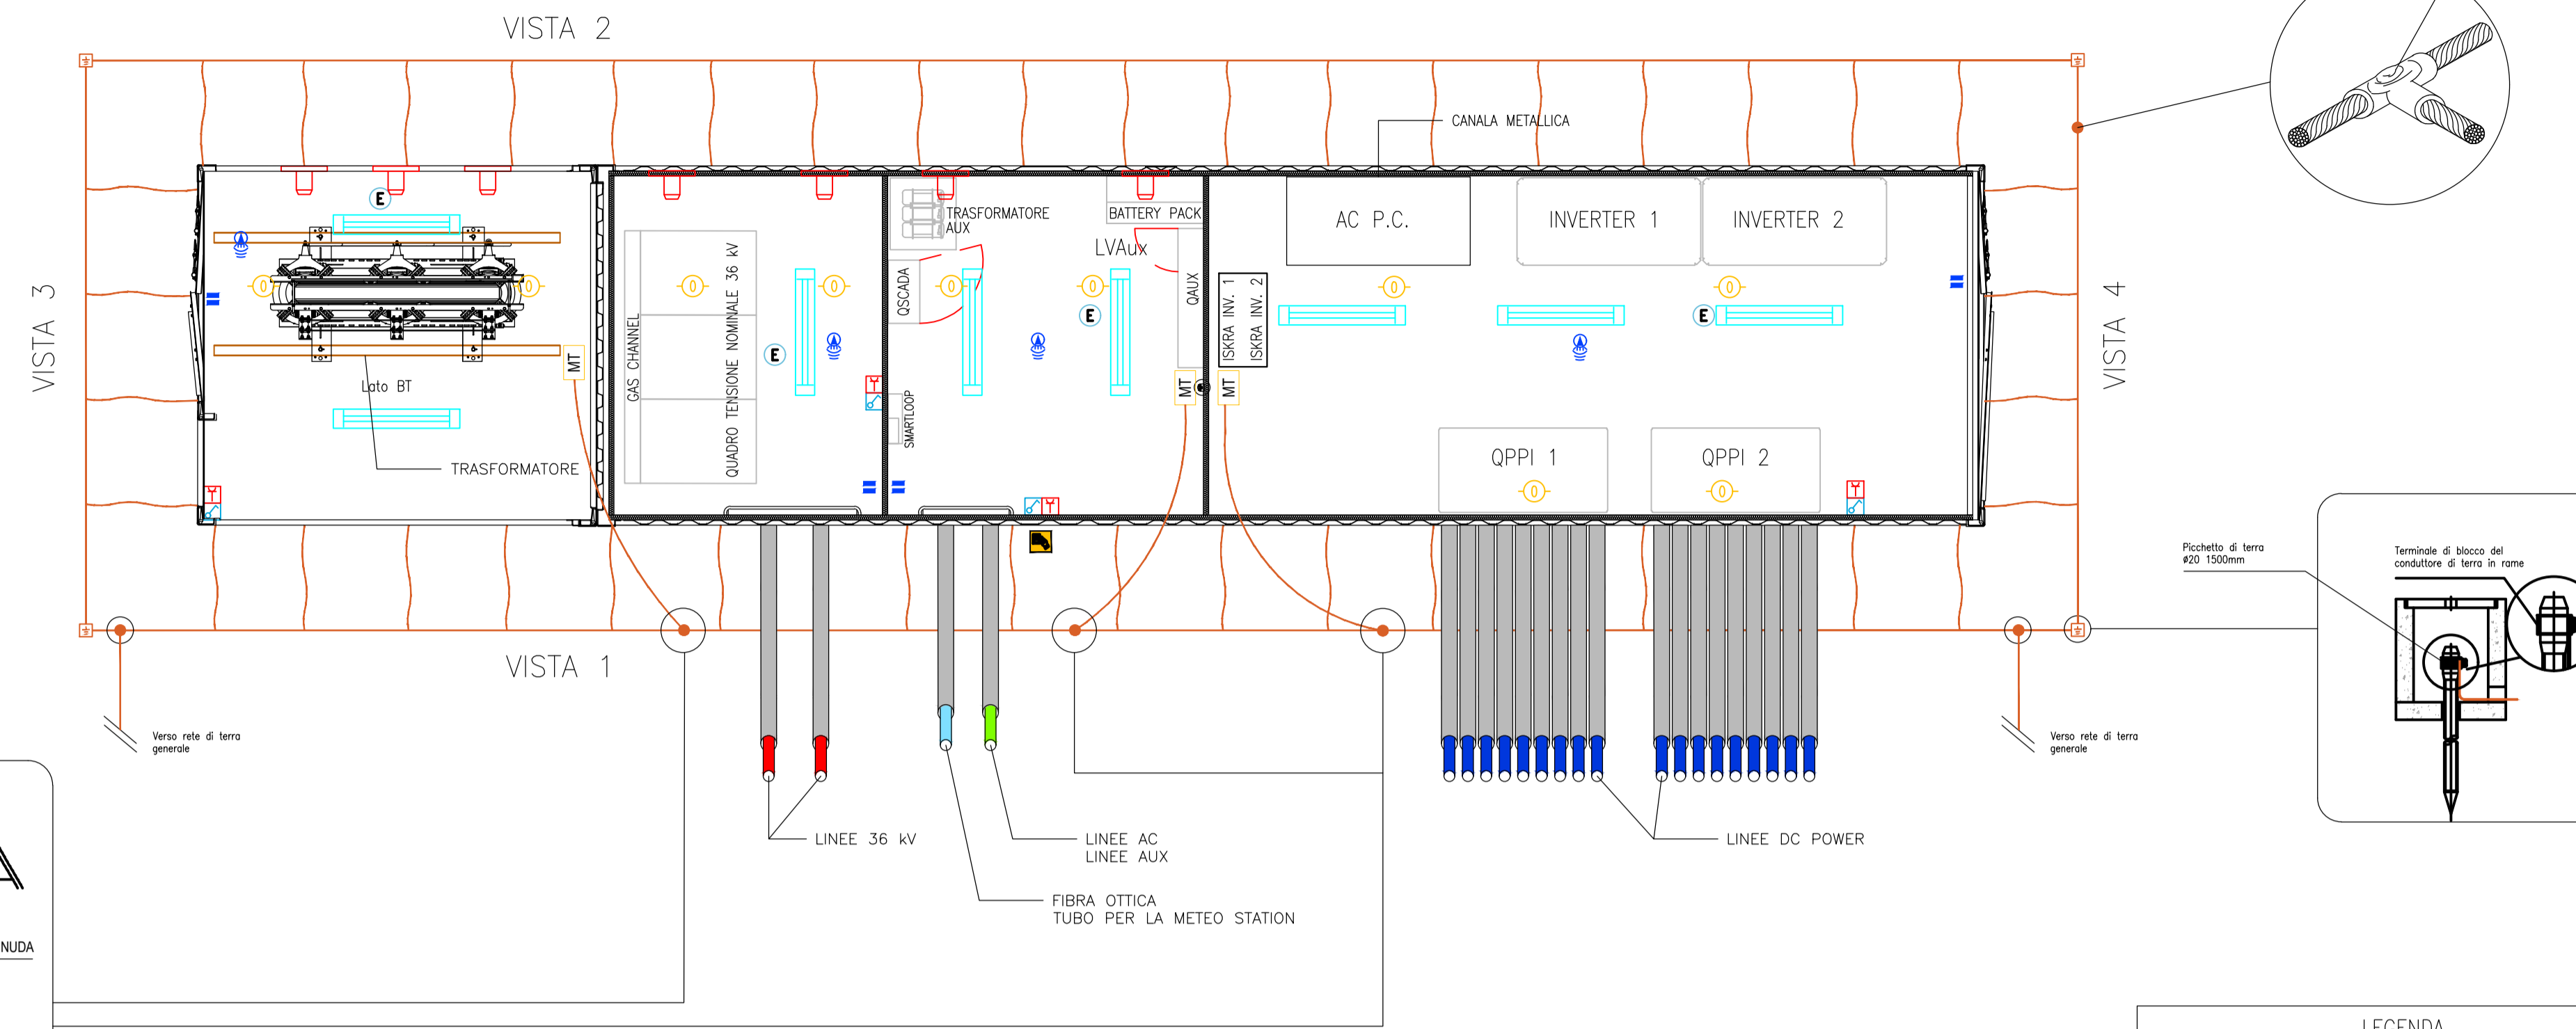 VISTA 2
CANALA METALLICA
E
TRASFORMATORE
AUX
BATTERY PACK
LVAux
AC P.C.
INVERTER 1
INVERTER 2
VISTA 3
GAS CHANNEL
QUADRO TENSIONE NOMINALE 36 kV
E
QSCADA
SMARTLOOP
E
QAUX
ISKRA INV. 1
ISKRA INV. 2
E
VISTA 4
MT
MT
MT
Lato BT
TRASFORMATORE
QPPI 1
QPPI 2
VISTA 1
Picchetto di terra
ø20 1500mm
Terminale di blocco del
conduttore di terra in rame
Verso rete di terra
generale
Verso rete di terra
generale
LINEE 36 kV
LINEE AC
LINEE AUX
LINEE DC POWER
FIBRA OTTICA
TUBO PER LA METEO STATION
NUDA
LEGENDA